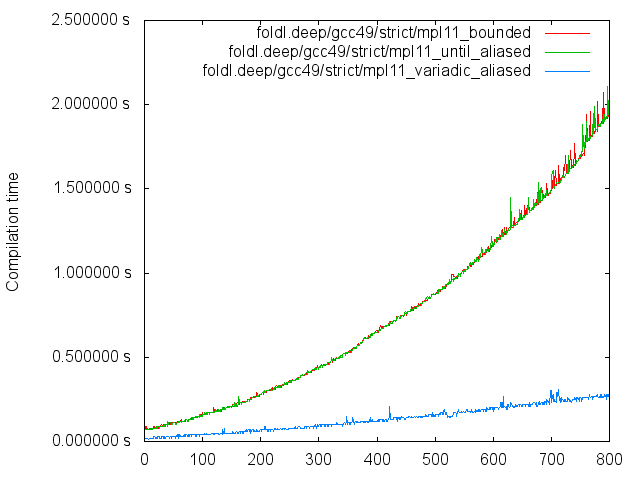 2.500000 s
foldl.deep/gcc49/strict/mpl11_bounded
foldl.deep/gcc49/strict/mpl11_until_aliased
foldl.deep/gcc49/strict/mpl11_variadic_aliased
2.000000 s
1.500000 s
Compilation time
1.000000 s
0.500000 s
0.000000 s
0 100 200 300 400 500 600 700 800